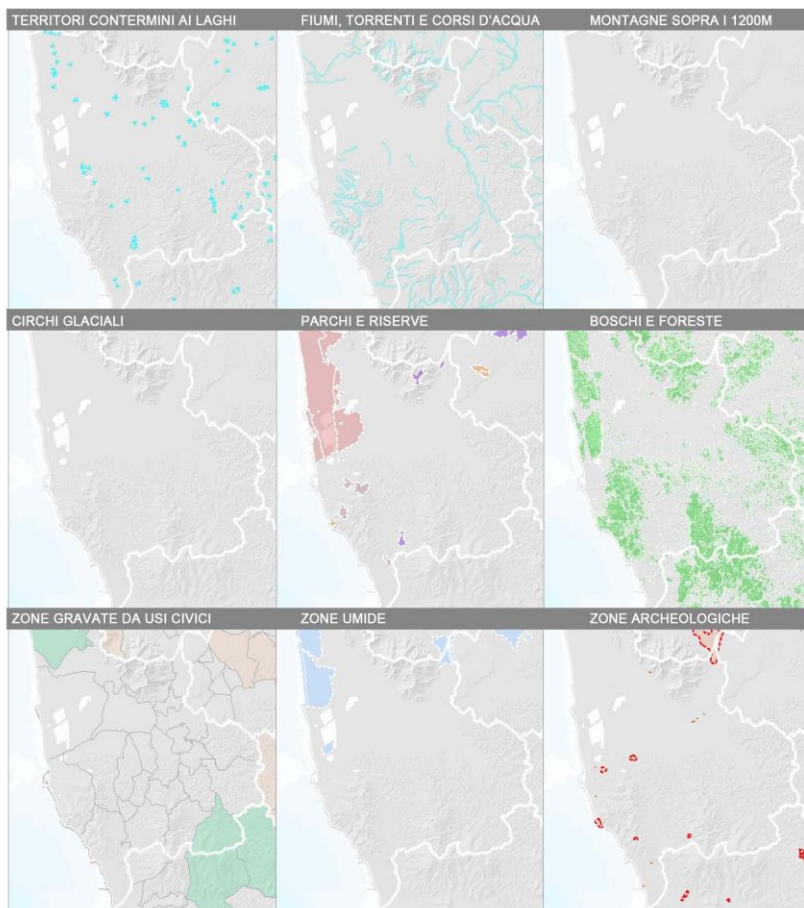 TERRITORI CONTERMINI AI LAGHI
FIUMI, TORRENTI E CORSI D'ACQUA
MONTAGNE SOPRA I 1200M
CIRCHI GLACIALI
PARCHI E RISERVE
BOSCHI E FORESTE
ZONE GRAVATE DA USI CIVICI
ZONE UMIDE
ZONE ARCHEOLOGICHE